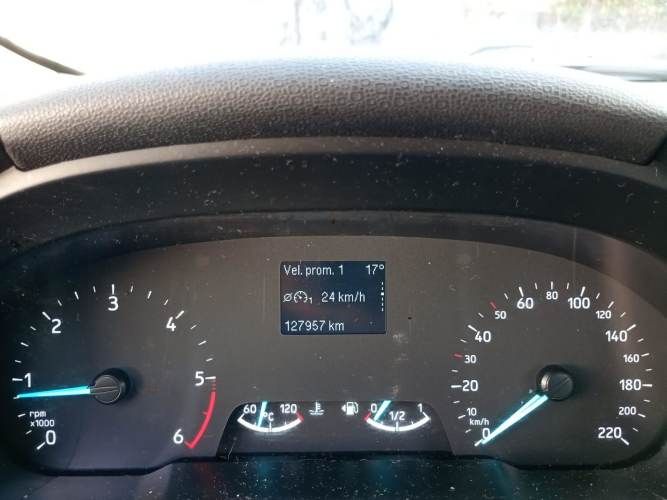 Vel. prom. 1 17°
⌀ 1 24 km/h
127957 km
0 1 2 3 4 5 6
rpm
x1000
60 °C 120
0 1/2 1
0 10 20 30 40 50 60 80 100 120 140 160 180 200 220
km/h